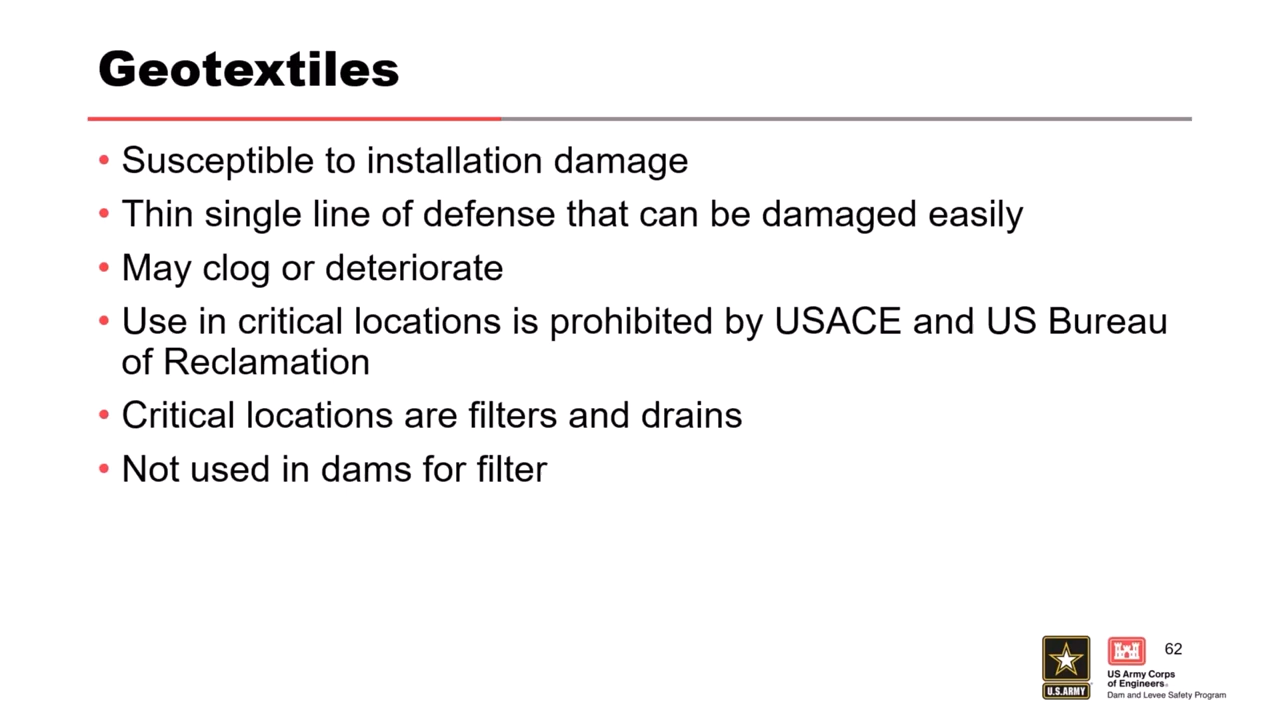 Geotextiles
• Susceptible to installation damage
• Thin single line of defense that can be damaged easily
• May clog or deteriorate
• Use in critical locations is prohibited by USACE and US Bureau
of Reclamation
• Critical locations are filters and drains
• Not used in dams for filter
62
U.S.ARMY
US Army Corps
of Engineers®
Dam and Levee Safety Program